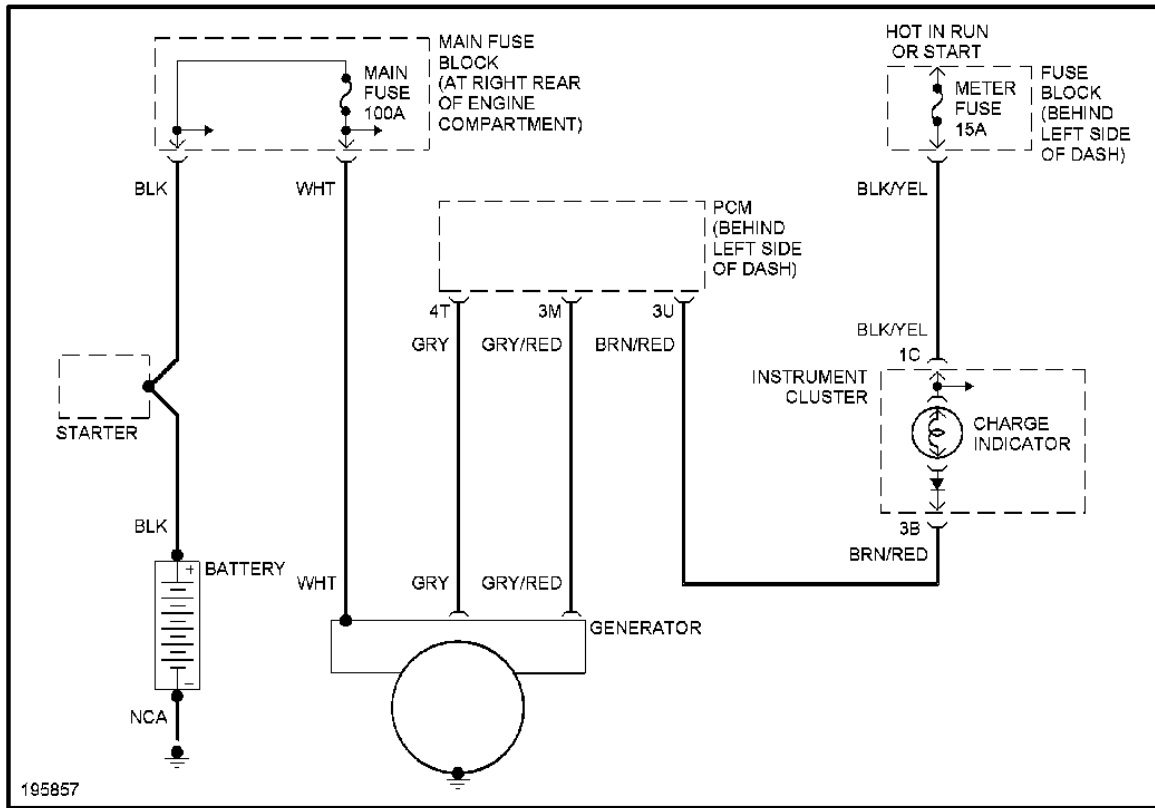 MAIN FUSE
BLOCK
(AT RIGHT REAR
OF ENGINE
COMPARTMENT)
MAIN
FUSE
100A
HOT IN RUN
OR START
METER
FUSE
15A
FUSE
BLOCK
(BEHIND
LEFT SIDE
OF DASH)
BLK
WHT
BLK/YEL
PCM
(BEHIND
LEFT SIDE
OF DASH)
4T
3M
3U
GRY
GRY/RED
BRN/RED
BLK/YEL
1C
INSTRUMENT
CLUSTER
CHARGE
INDICATOR
STARTER
3B
BRN/RED
BLK
BATTERY
+
-
WHT
GRY
GRY/RED
GENERATOR
NCA
195857